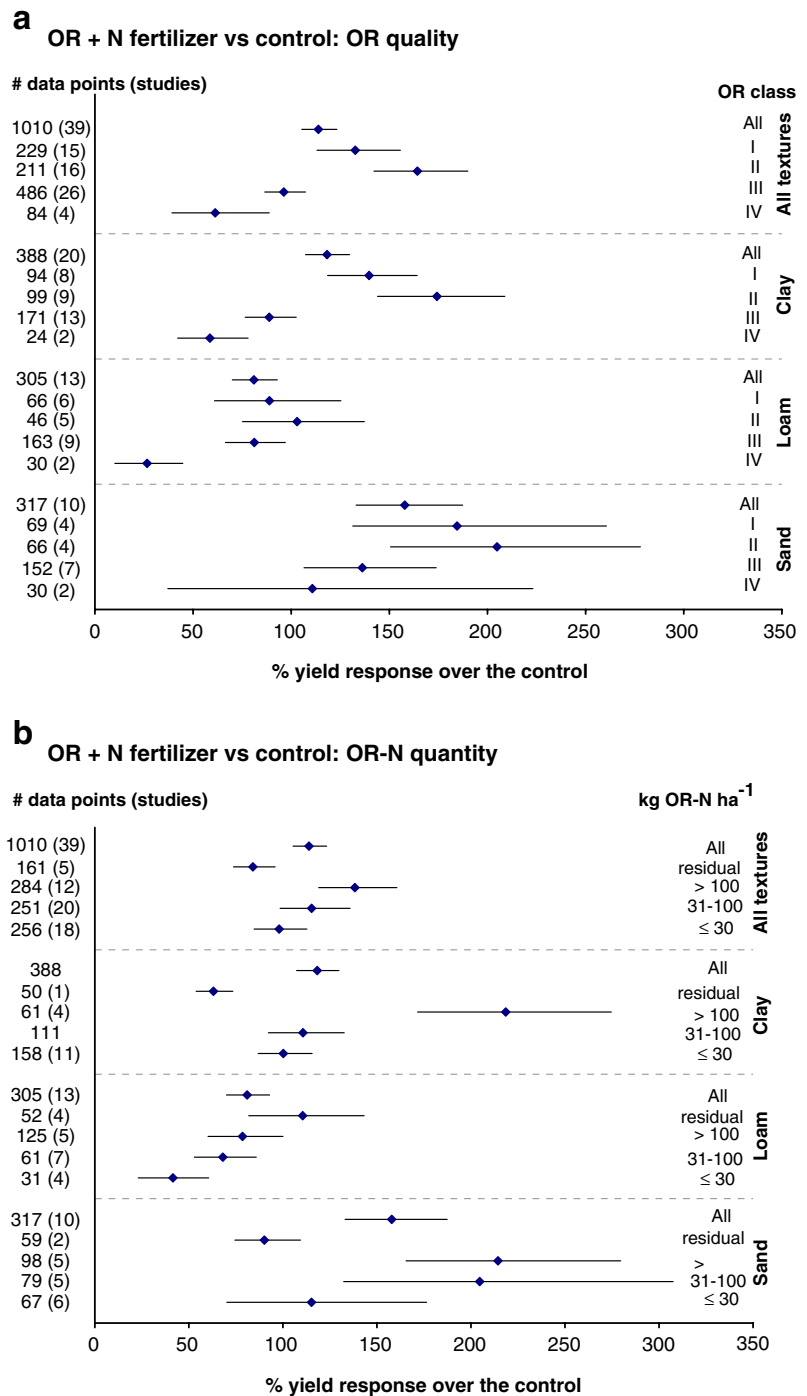 a
OR + N fertilizer vs control: OR quality
# data points (studies) OR class
1010 (39) All
229 (15) I
211 (16) II
486 (26) III
84 (4) IV
All textures
388 (20) All
94 (8) I
99 (9) II
171 (13) III
24 (2) IV
Clay
305 (13) All
66 (6) I
46 (5) II
163 (9) III
30 (2) IV
Loam
317 (10) All
69 (4) I
66 (4) II
152 (7) III
30 (2) IV
Sand
0 50 100 150 200 250 300 350
% yield response over the control
b
OR + N fertilizer vs control: OR-N quantity
# data points (studies) kg OR-N ha⁻¹
1010 (39) All
161 (5) residual
284 (12) > 100
251 (20) 31-100
256 (18) ≤ 30
All textures
388 All
50 (1) residual
61 (4) > 100
111 31-100
158 (11) ≤ 30
Clay
305 (13) All
52 (4) residual
125 (5) > 100
61 (7) 31-100
31 (4) ≤ 30
Loam
317 (10) All
59 (2) residual
98 (5) >
79 (5) 31-100
67 (6) ≤ 30
Sand
0 50 100 150 200 250 300 350
% yield response over the control